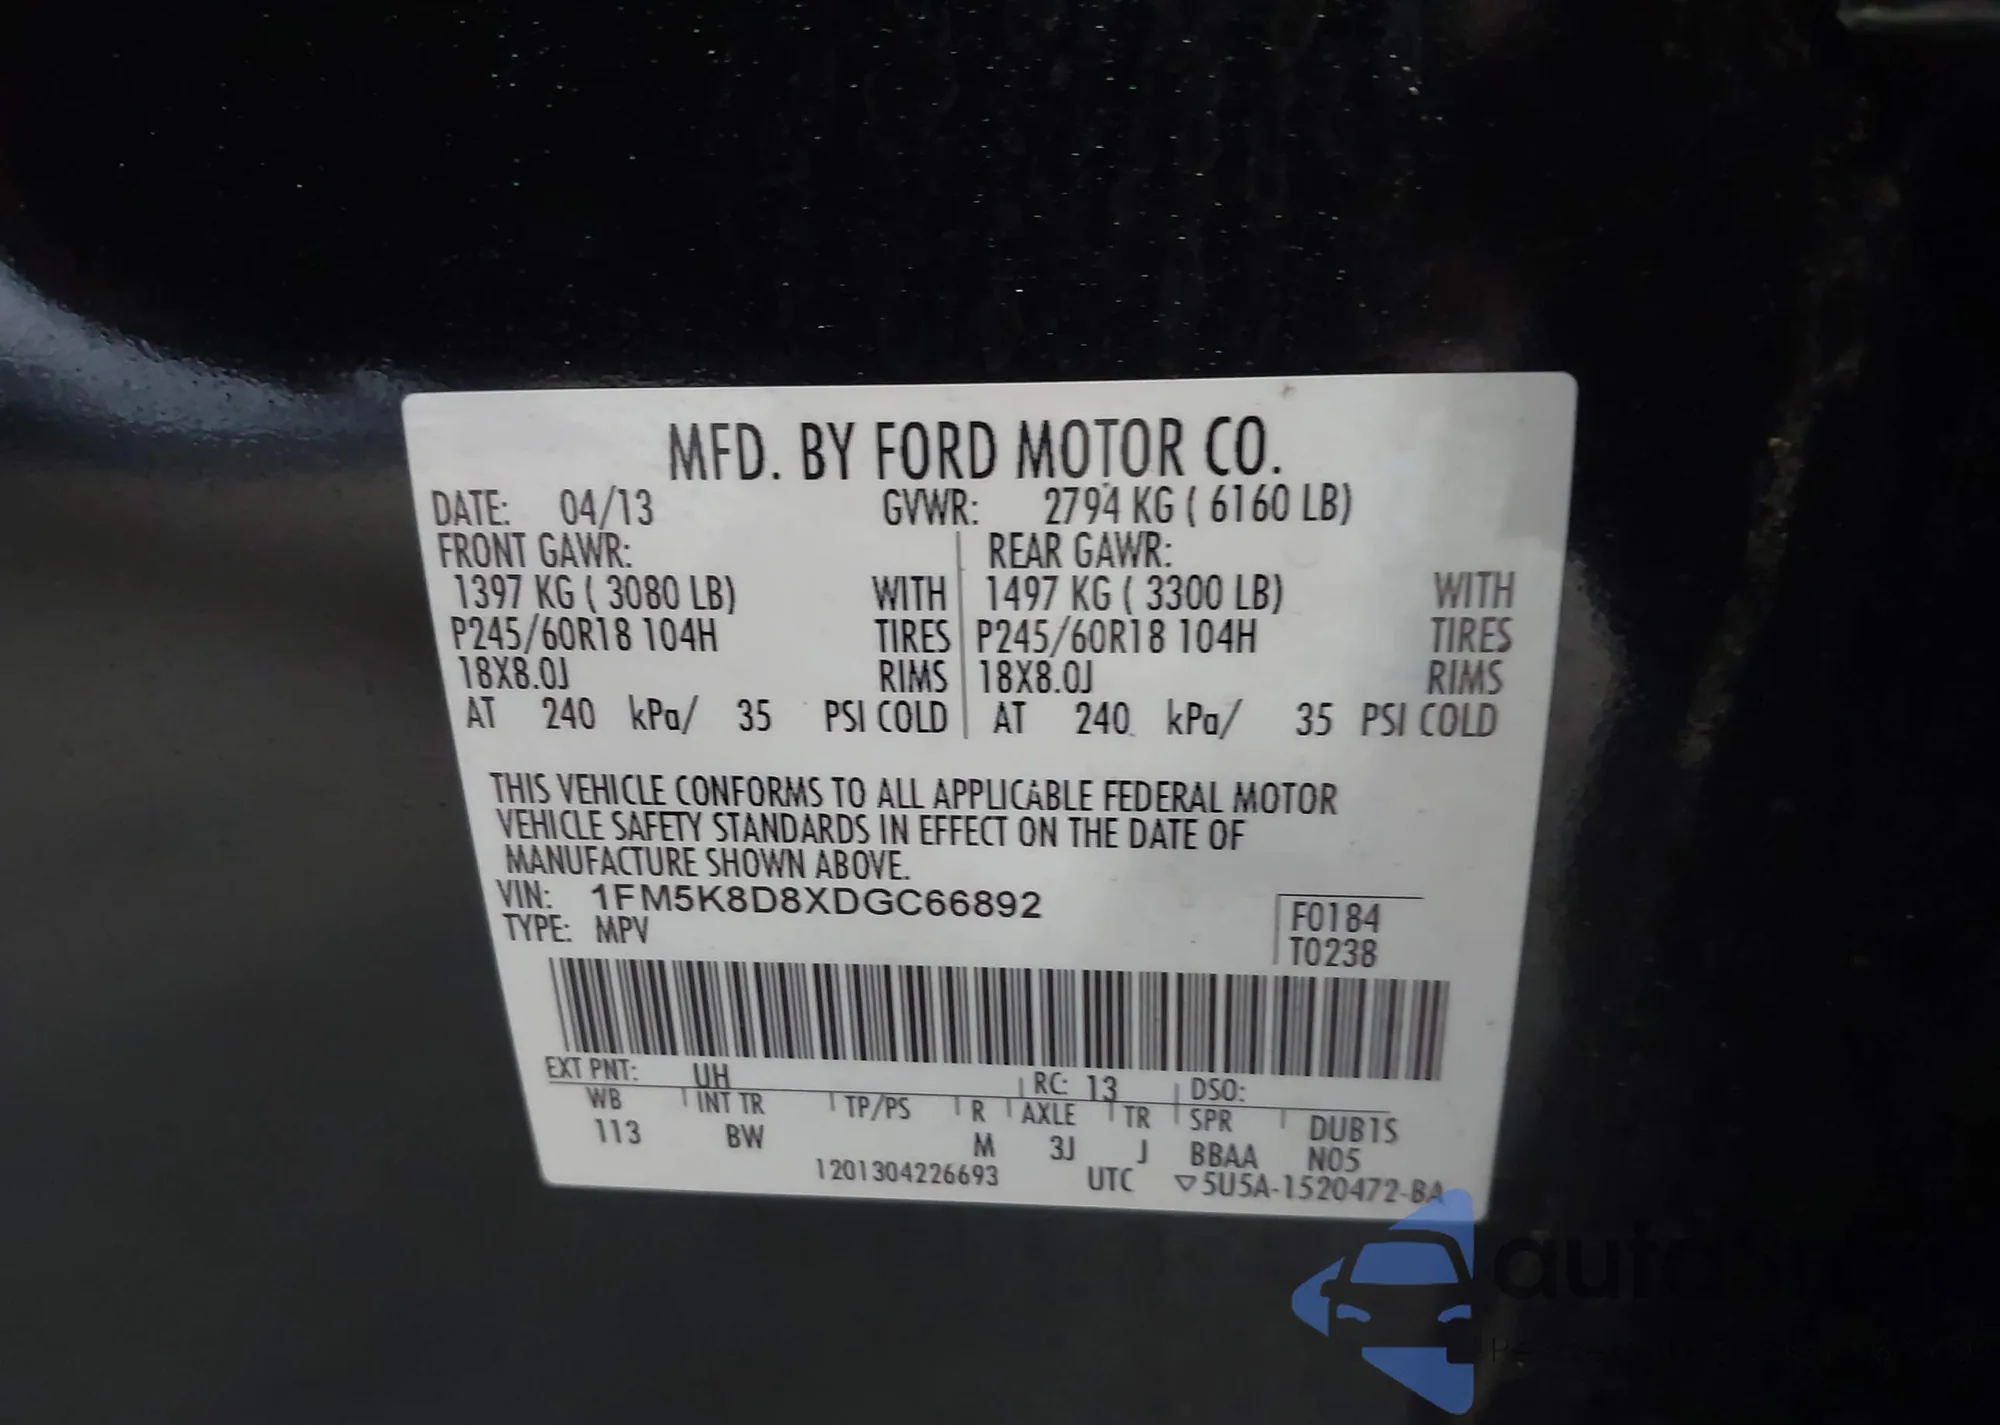 MFD. BY FORD MOTOR CO.
DATE: 04/13 GVWR: 2794 KG ( 6160 LB)
FRONT GAWR: REAR GAWR:
1397 KG ( 3080 LB) WITH 1497 KG ( 3300 LB) WITH
P245/60R18 104H TIRES P245/60R18 104H TIRES
18X8.0J RIMS 18X8.0J RIMS
AT 240 kPa/ 35 PSI COLD AT 240 kPa/ 35 PSI COLD
THIS VEHICLE CONFORMS TO ALL APPLICABLE FEDERAL MOTOR
VEHICLE SAFETY STANDARDS IN EFFECT ON THE DATE OF
MANUFACTURE SHOWN ABOVE.
VIN: 1FM5K8D8XDGC66892 F0184
TYPE: MPV T0238
EXT PNT: UH RC: 13 DSO:
WB INT TR TP/PS R AXLE TR SPR DUB1S
113 BW M 3J J BBAA N05
1201304226693 UTC ▽5U5A-1520472-BA